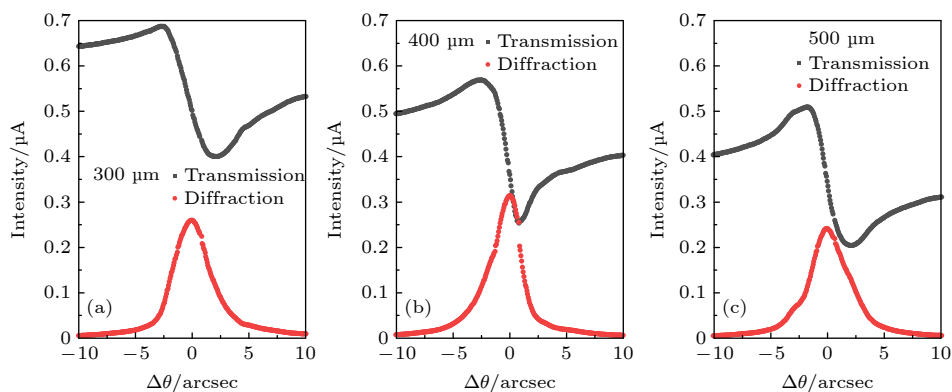 0.7
0.6
0.5
0.4
0.3
0.2
0.1
0
Intensity/µA
300 µm
Transmission
Diffraction
(a)
−10
−5
0
5
10
Δθ/arcsec
0.7
0.6
0.5
0.4
0.3
0.2
0.1
0
Intensity/µA
400 µm
Transmission
Diffraction
(b)
−10
−5
0
5
10
Δθ/arcsec
0.7
0.6
0.5
0.4
0.3
0.2
0.1
0
Intensity/µA
500 µm
Transmission
Diffraction
(c)
−10
−5
0
5
10
Δθ/arcsec